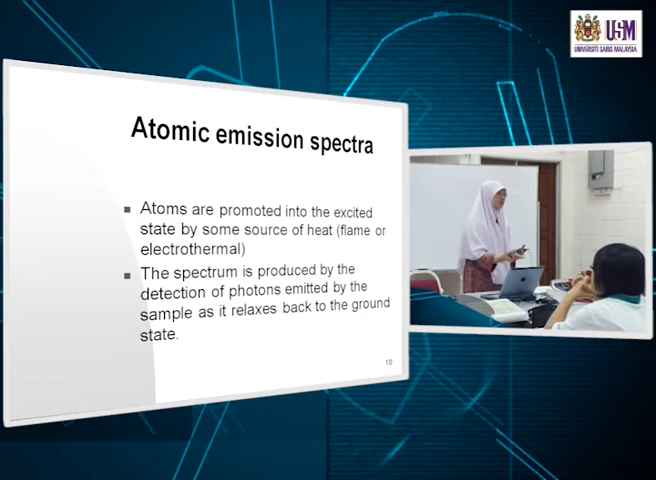 USM
UNIVERSITI SAINS MALAYSIA
Atomic emission spectra
Atoms are promoted into the excited
state by some source of heat (flame or
electrothermal)
The spectrum is produced by the
detection of photons emitted by the
sample as it relaxes back to the ground
state.
10